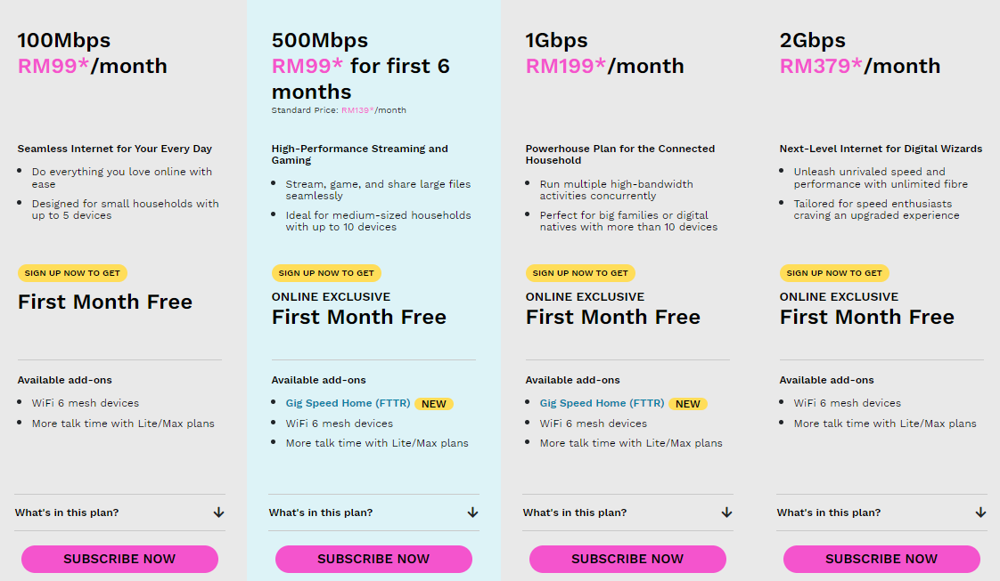 100Mbps
RM99*/month
Seamless Internet for Your Every Day
Do everything you love online with
ease
Designed for small households with
up to 5 devices
SIGN UP NOW TO GET
First Month Free
Available add-ons
WiFi 6 mesh devices
More talk time with Lite/Max plans
What's in this plan?
SUBSCRIBE NOW
500Mbps
RM99* for first 6
months
Standard Price: RM139*/month
High-Performance Streaming and
Gaming
Stream, game, and share large files
seamlessly
Ideal for medium-sized households
with up to 10 devices
SIGN UP NOW TO GET
ONLINE EXCLUSIVE
First Month Free
Available add-ons
Gig Speed Home (FTTR) NEW
WiFi 6 mesh devices
More talk time with Lite/Max plans
What's in this plan?
SUBSCRIBE NOW
1Gbps
RM199*/month
Powerhouse Plan for the Connected
Household
Run multiple high-bandwidth
activities concurrently
Perfect for big families or digital
natives with more than 10 devices
SIGN UP NOW TO GET
ONLINE EXCLUSIVE
First Month Free
Available add-ons
Gig Speed Home (FTTR) NEW
WiFi 6 mesh devices
More talk time with Lite/Max plans
What's in this plan?
SUBSCRIBE NOW
2Gbps
RM379*/month
Next-Level Internet for Digital Wizards
Unleash unrivaled speed and
performance with unlimited fibre
Tailored for speed enthusiasts
craving an upgraded experience
SIGN UP NOW TO GET
ONLINE EXCLUSIVE
First Month Free
Available add-ons
WiFi 6 mesh devices
More talk time with Lite/Max plans
What's in this plan?
SUBSCRIBE NOW